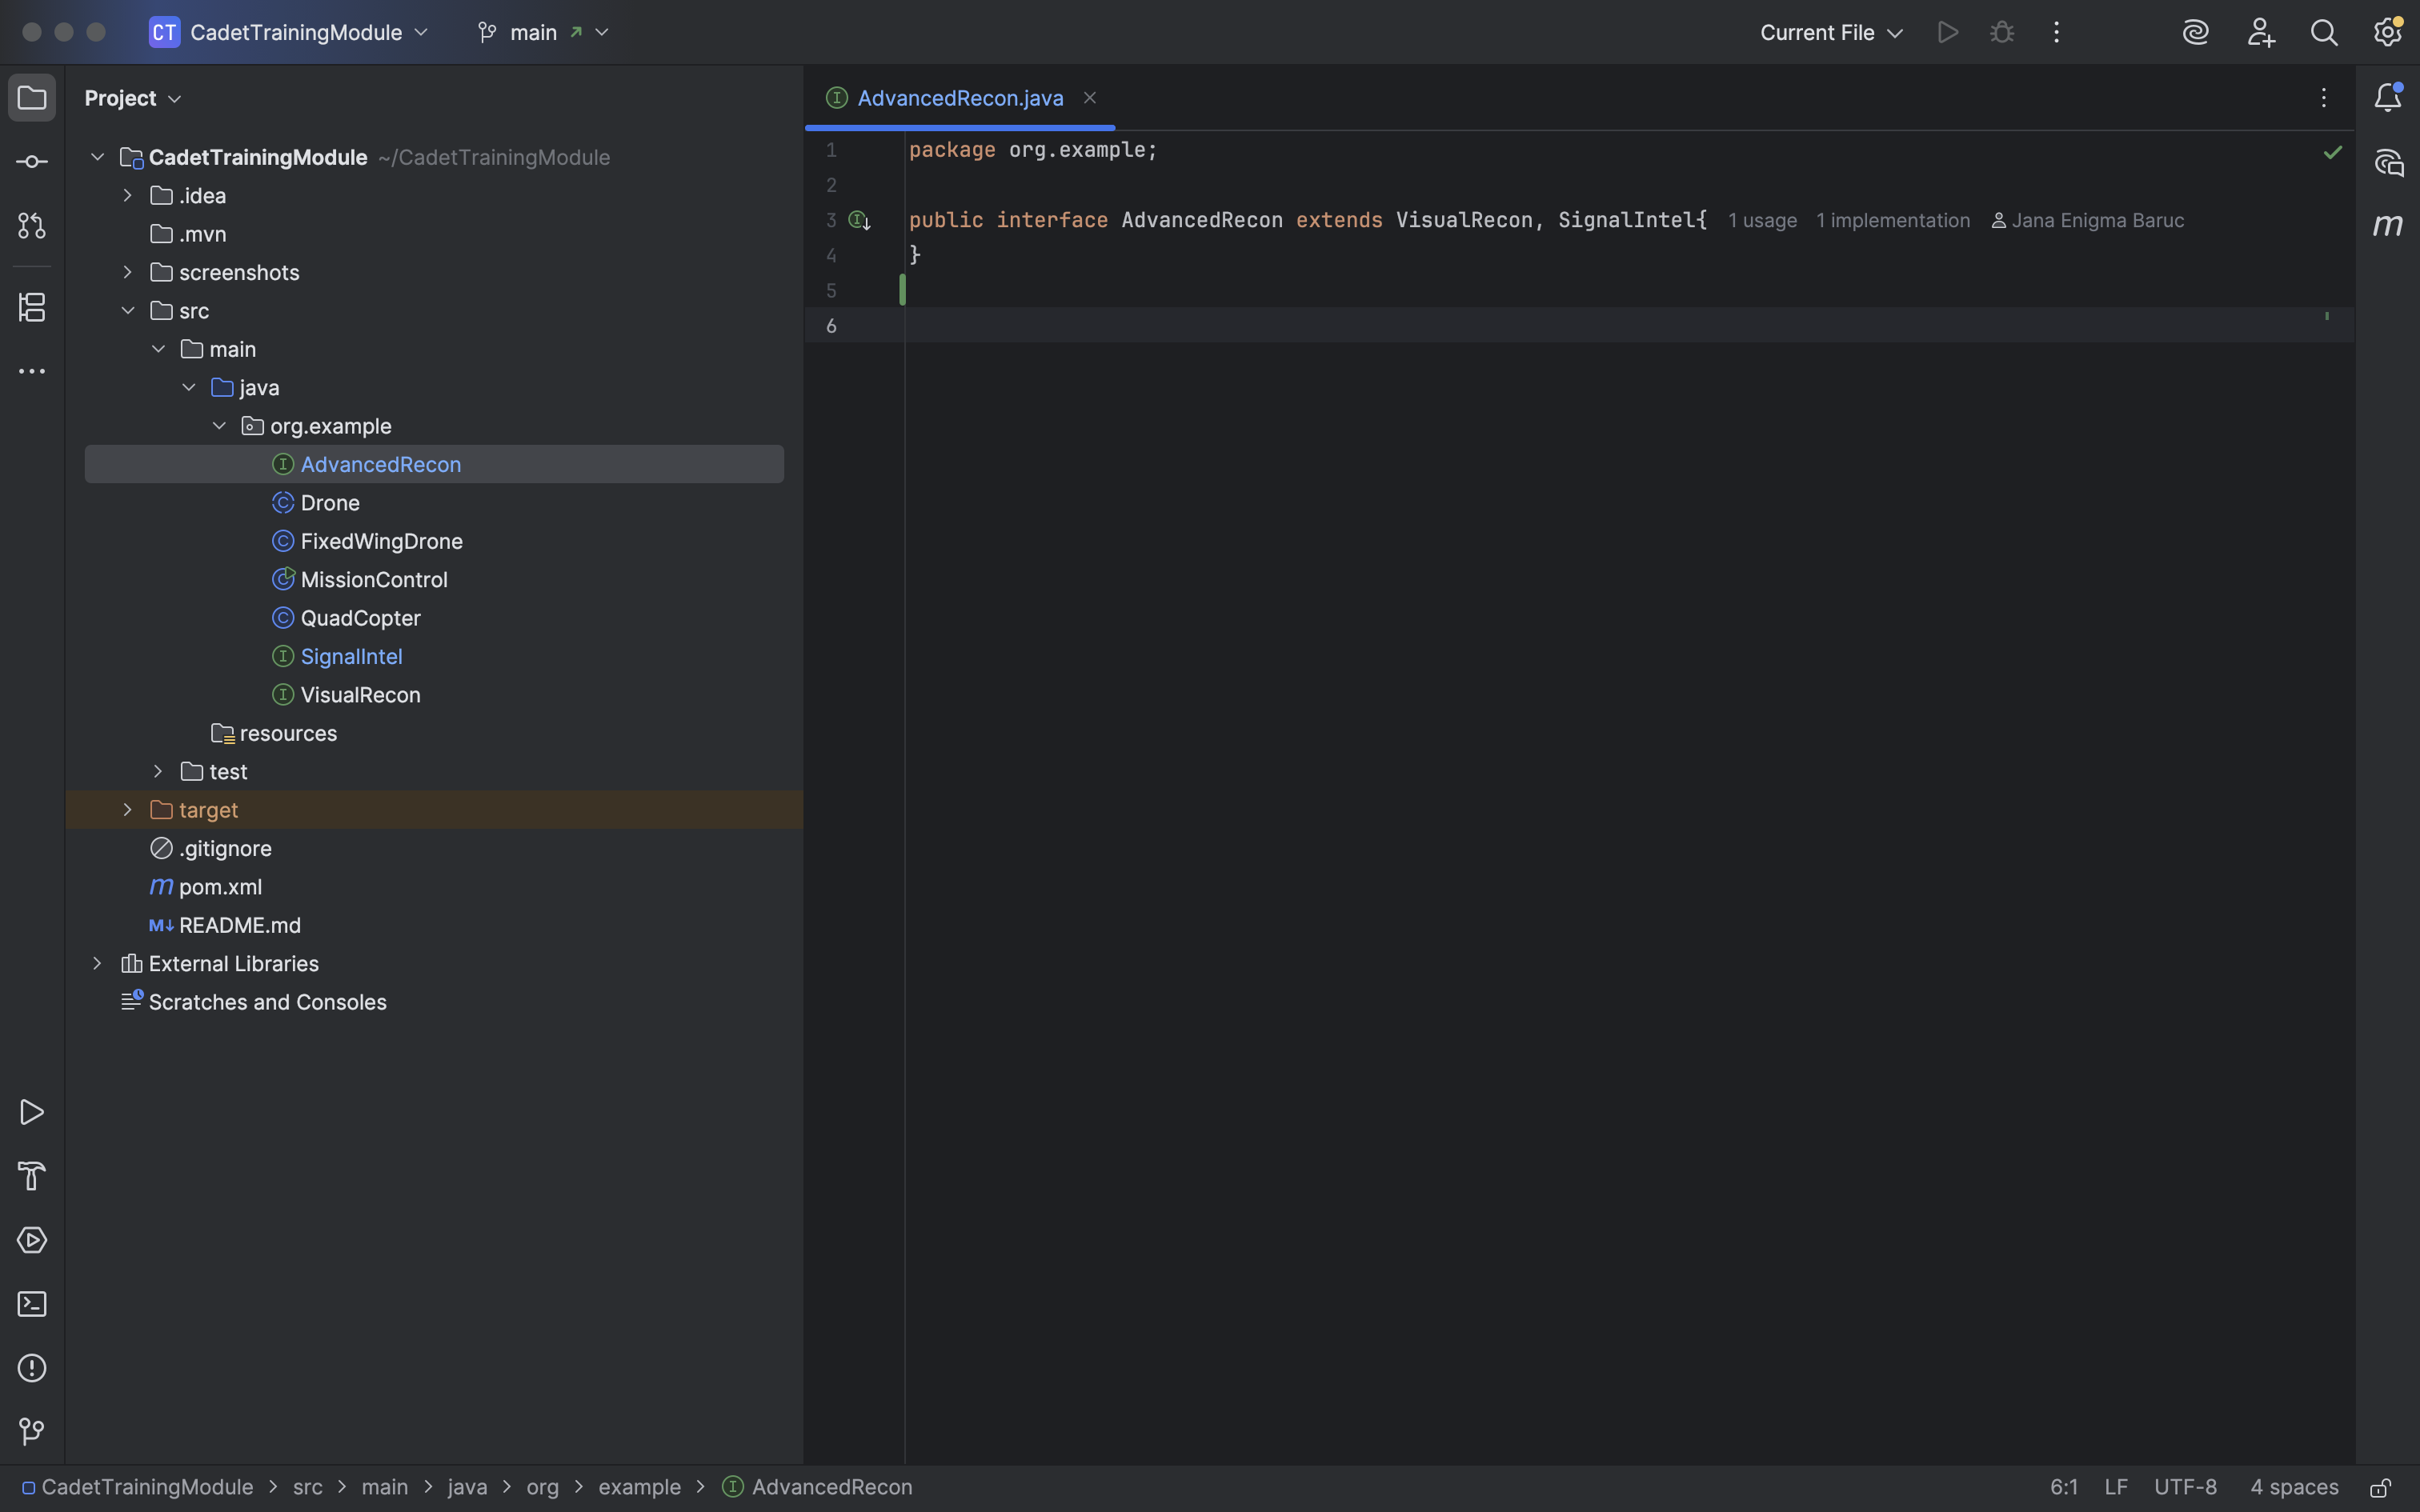 CT CadetTrainingModule main Current File
Project
CadetTrainingModule ~/CadetTrainingModule
.idea
.mvn
screenshots
src
main
java
org.example
AdvancedRecon
Drone
FixedWingDrone
MissionControl
QuadCopter
SignalIntel
VisualRecon
resources
test
target
.gitignore
m pom.xml
M↓ README.md
External Libraries
Scratches and Consoles
AdvancedRecon.java
1 package org.example;
2
3 public interface AdvancedRecon extends VisualRecon, SignalIntel{ 1 usage 1 implementation Jana Enigma Baruc
4 }
5
6
m
CadetTrainingModule > src > main > java > org > example > AdvancedRecon 6:1 LF UTF-8 4 spaces